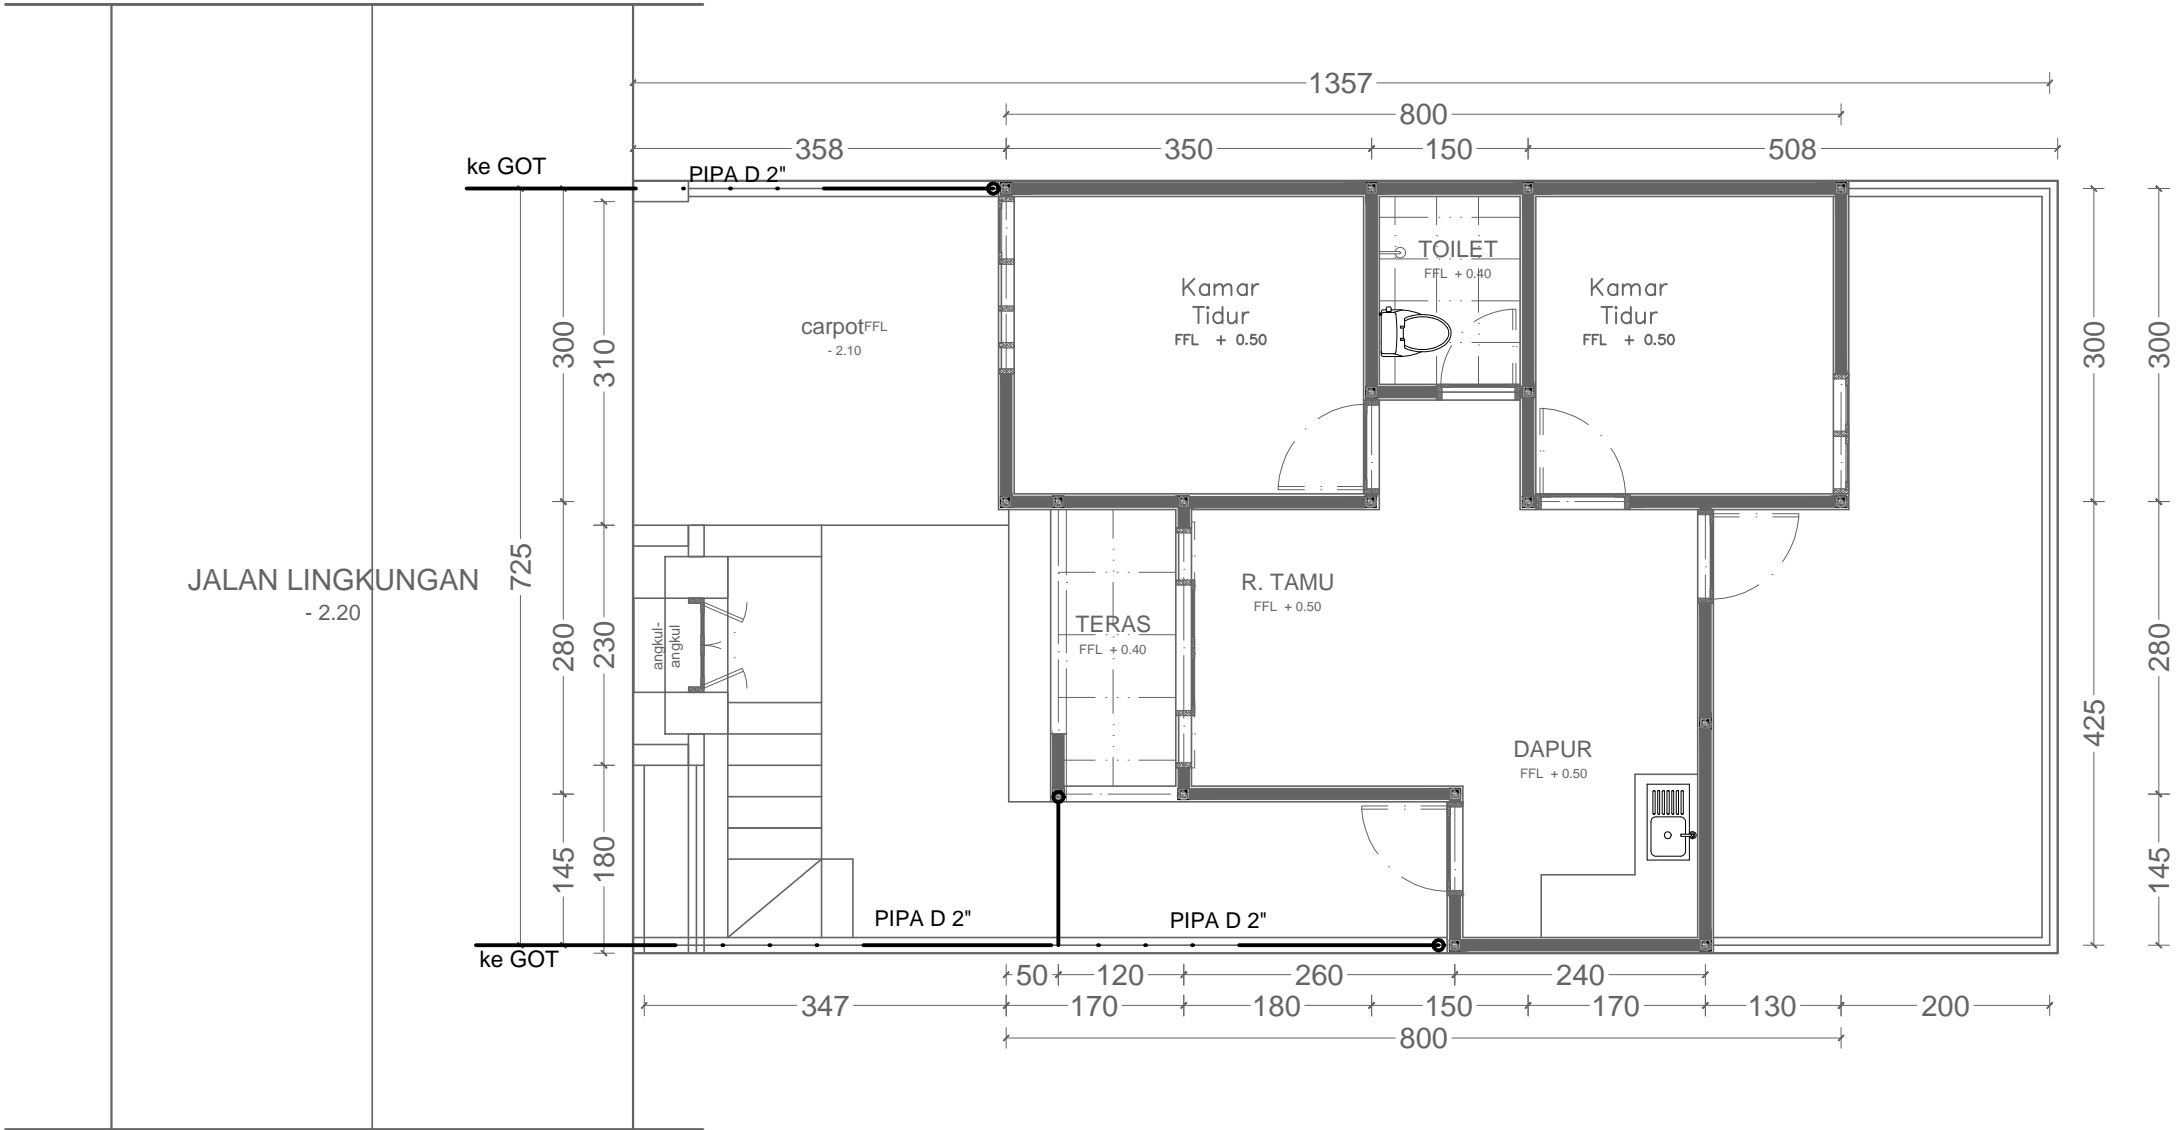 1357
800
358
350
150
508
ke GOT
PIPA D 2"
TOILET
FFL + 0.40
Kamar
Tidur
FFL + 0.50
Kamar
Tidur
FFL + 0.50
carpot FFL
- 2.10
300
310
300
300
725
JALAN LINGKUNGAN
- 2.20
280
230
angkul-
angkul
TERAS
FFL + 0.40
R. TAMU
FFL + 0.50
280
425
DAPUR
FFL + 0.50
145
180
145
PIPA D 2"
PIPA D 2"
ke GOT
50
120
260
240
347
170
180
150
170
130
200
800